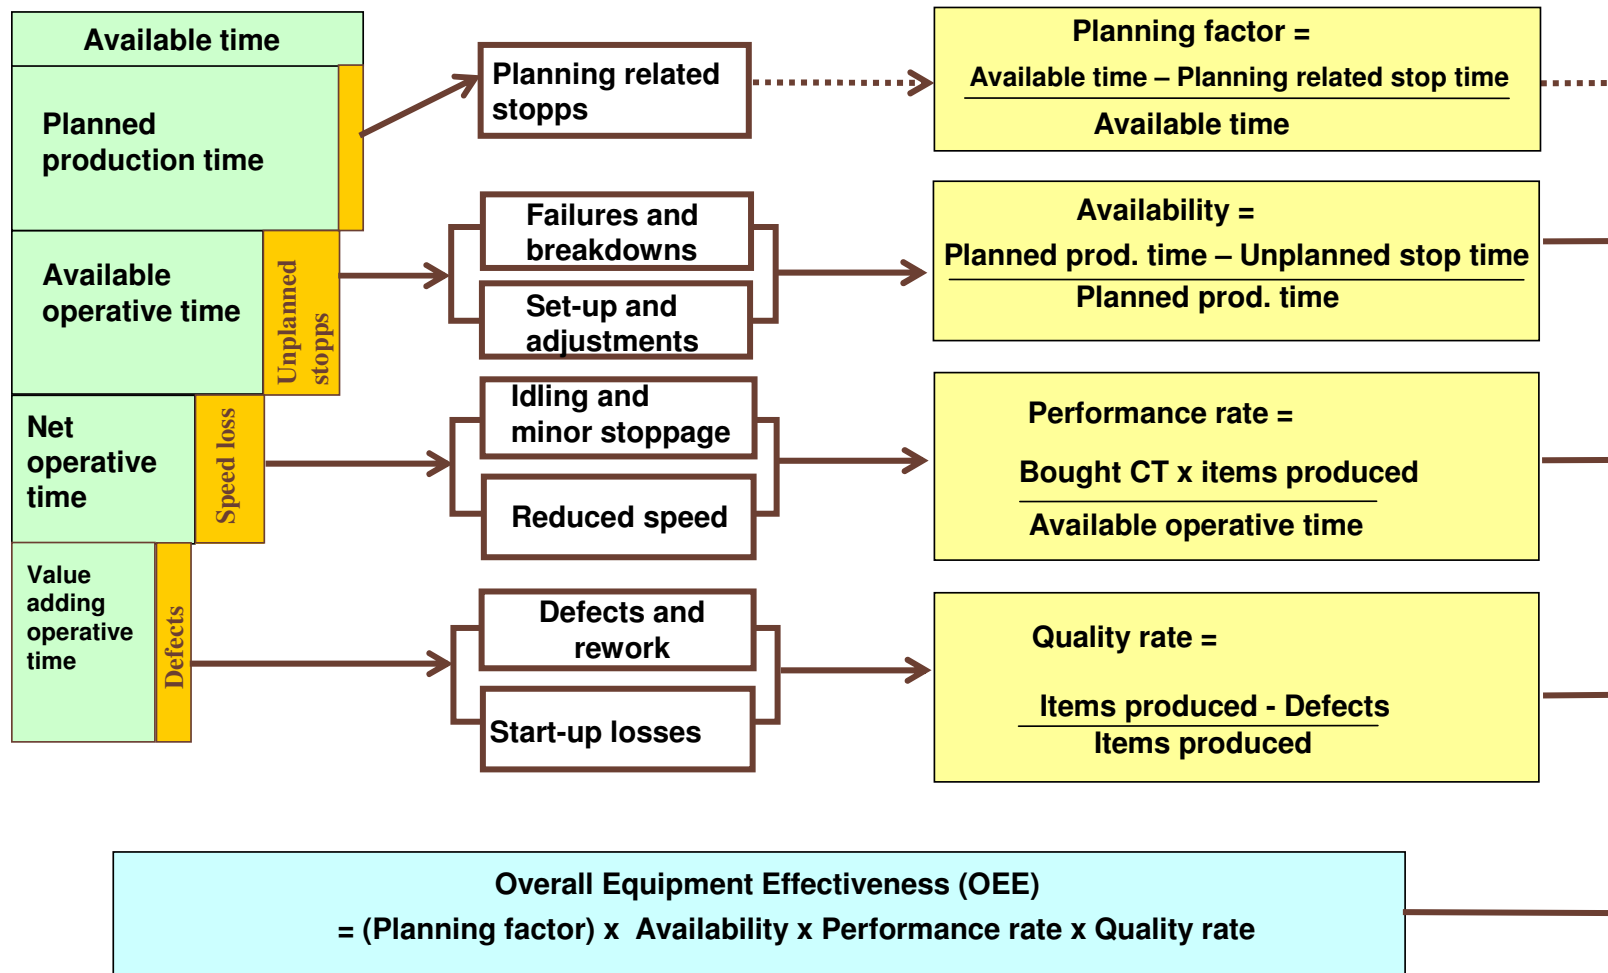 Available time
Planned
production time
Available
operative time
Unplanned
stopps
Net
operative
time
Speed loss
Value
adding
operative
time
Defects
Planning related
stopps
Failures and
breakdowns
Set-up and
adjustments
Idling and
minor stoppage
Reduced speed
Defects and
rework
Start-up losses
Planning factor =
Available time – Planning related stop time
Available time
Availability =
Planned prod. time – Unplanned stop time
Planned prod. time
Performance rate =
Bought CT x items produced
Available operative time
Quality rate =
Items produced - Defects
Items produced
Overall Equipment Effectiveness (OEE)
= (Planning factor) x Availability x Performance rate x Quality rate